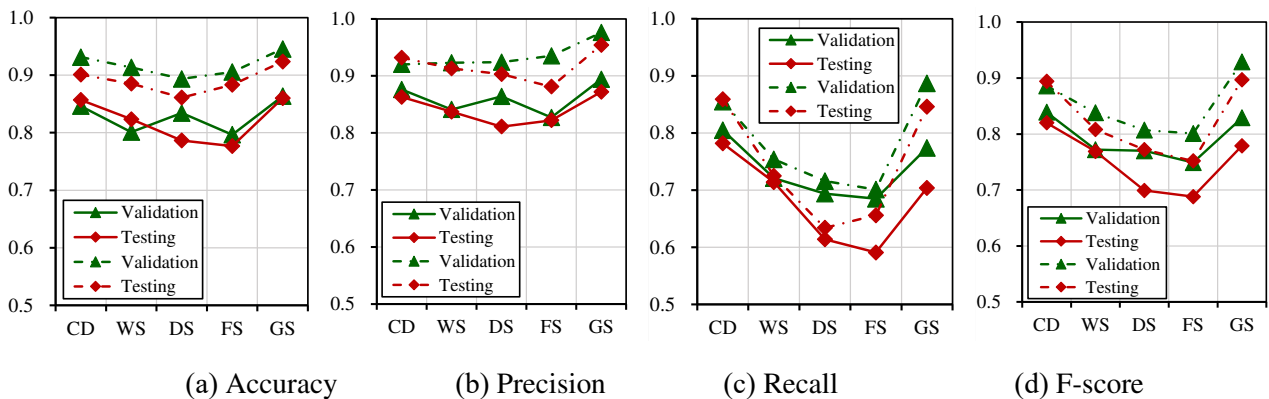 1.0
0.9
0.8
0.7
0.6
0.5
Validation
Testing
Validation
Testing
CD WS DS FS GS
(a) Accuracy
1.0
0.9
0.8
0.7
0.6
0.5
Validation
Testing
Validation
Testing
CD WS DS FS GS
(b) Precision
1.0
0.9
0.8
0.7
0.6
0.5
Validation
Testing
Validation
Testing
CD WS DS FS GS
(c) Recall
1.0
0.9
0.8
0.7
0.6
0.5
Validation
Testing
Validation
Testing
CD WS DS FS GS
(d) F-score